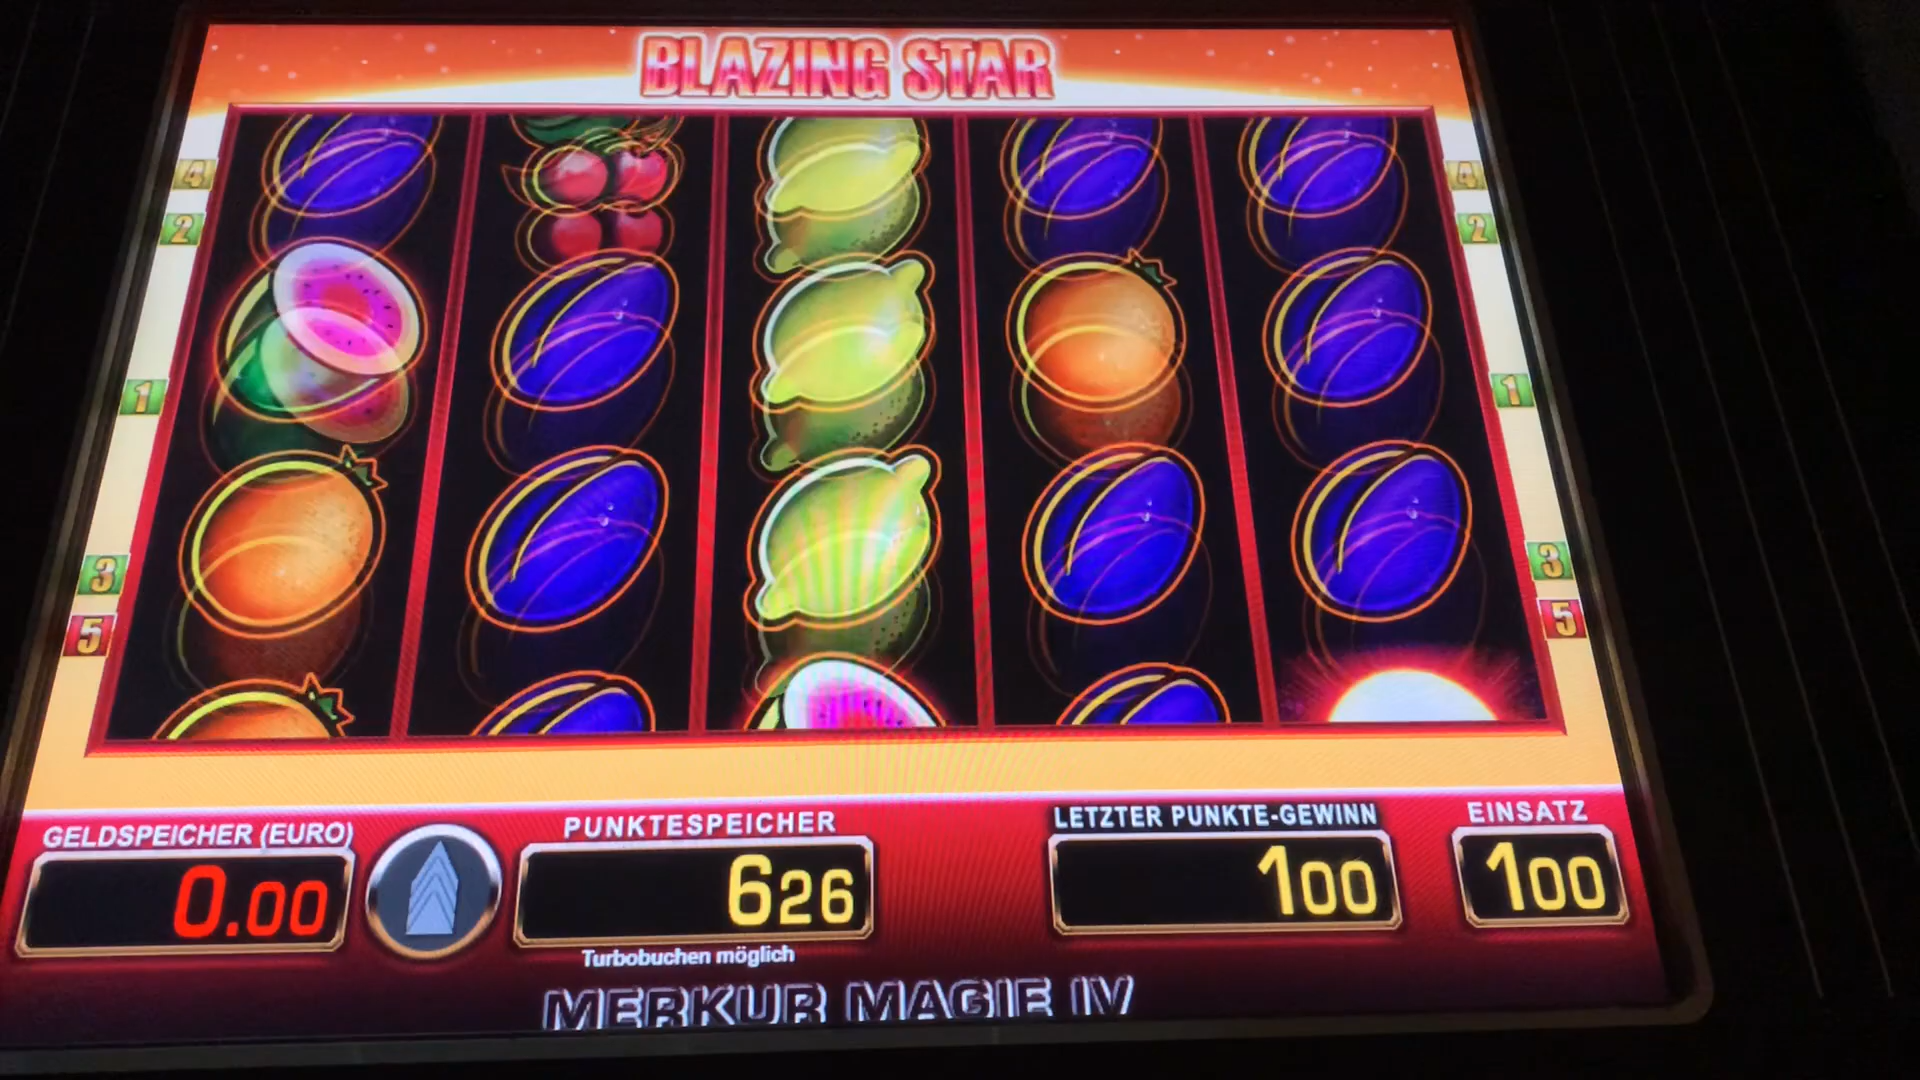 BLAZING STAR
4 4
2 2
1 1
3 3
5 5
GELDSPEICHER (EURO) PUNKTESPEICHER LETZTER PUNKTE-GEWINN EINSATZ
0.00 626 100 100
Turbobuchen möglich
MERKUR MAGIE IV